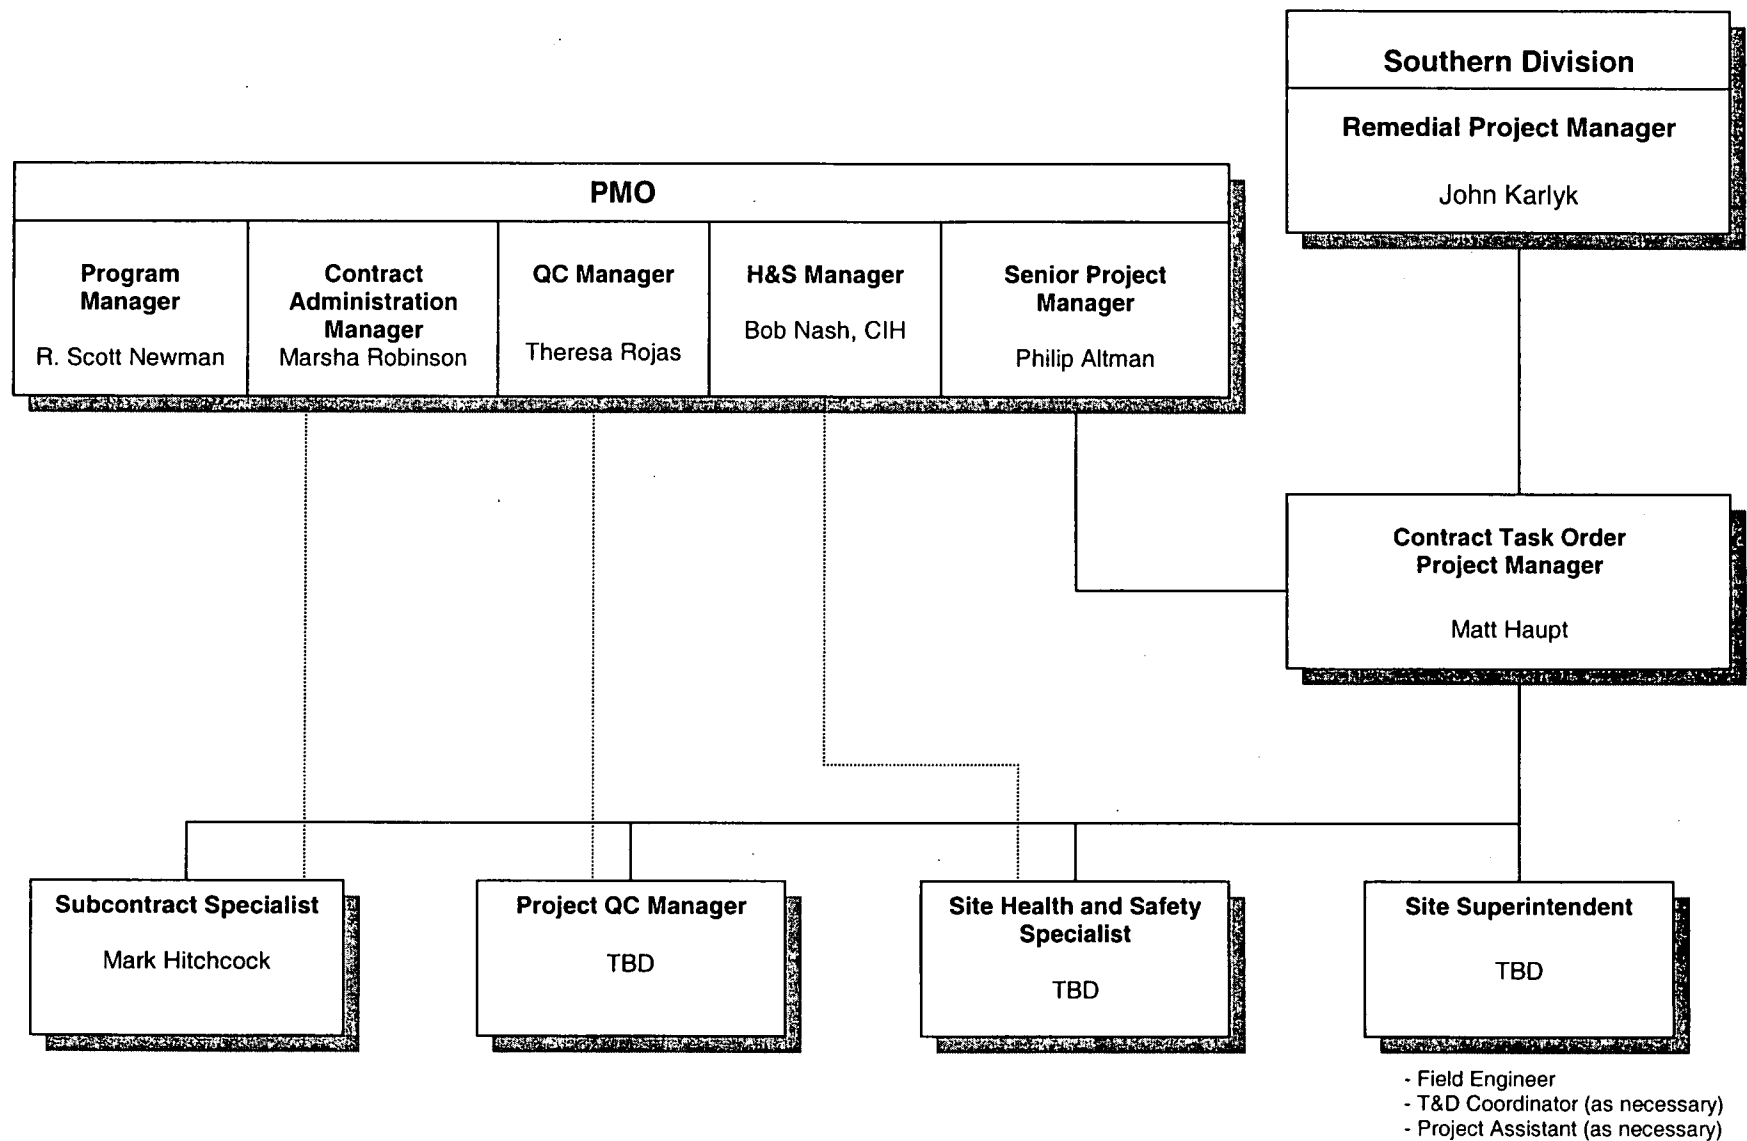 Southern Division
Remedial Project Manager
John Karlyk
PMO
Program
Manager
R. Scott Newman
Contract
Administration
Manager
Marsha Robinson
QC Manager
Theresa Rojas
H&S Manager
Bob Nash, CIH
Senior Project
Manager
Philip Altman
Contract Task Order
Project Manager
Matt Haupt
Subcontract Specialist
Mark Hitchcock
Project QC Manager
TBD
Site Health and Safety
Specialist
TBD
Site Superintendent
TBD
- Field Engineer
- T&D Coordinator (as necessary)
- Project Assistant (as necessary)